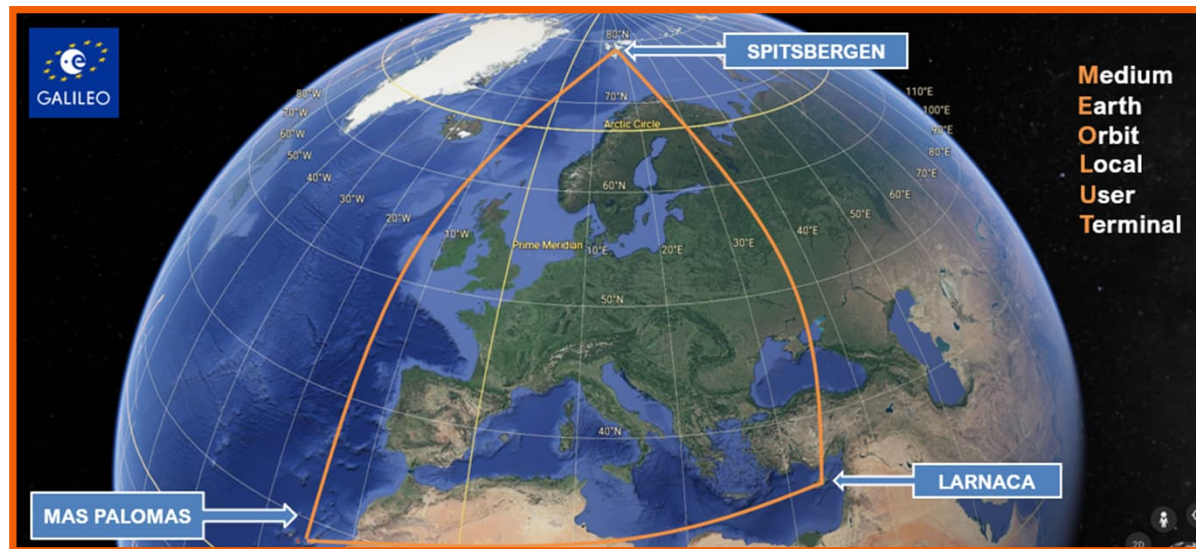 GALILEO
80°N
SPITSBERGEN
Medium
Earth
Orbit
Local
User
Terminal
80°W
70°W
60°W
50°W
40°W
30°W
20°W
10°W
70°N
Arctic Circle
110°E
100°E
90°E
80°E
70°E
60°E
50°E
40°E
30°E
20°E
10°E
60°N
Prime Meridian
50°N
40°N
LARNACA
MAS PALOMAS
2D